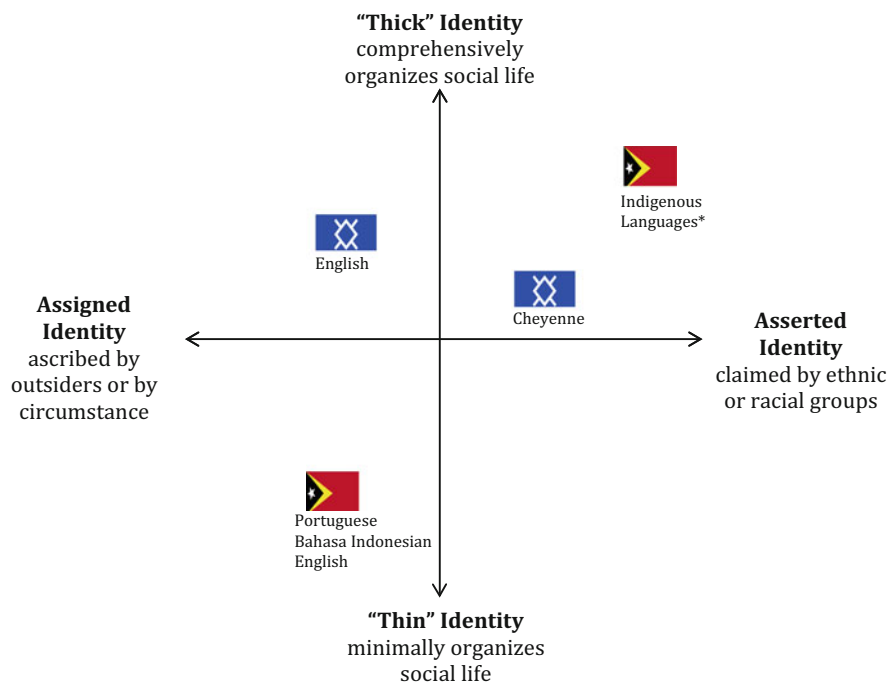 “Thick” Identity
comprehensively
organizes social life
Indigenous
Languages*
English
Cheyenne
Assigned
Identity
ascribed by
outsiders or by
circumstance
Asserted
Identity
claimed by ethnic
or racial groups
Portuguese
Bahasa Indonesian
English
“Thin” Identity
minimally organizes
social life